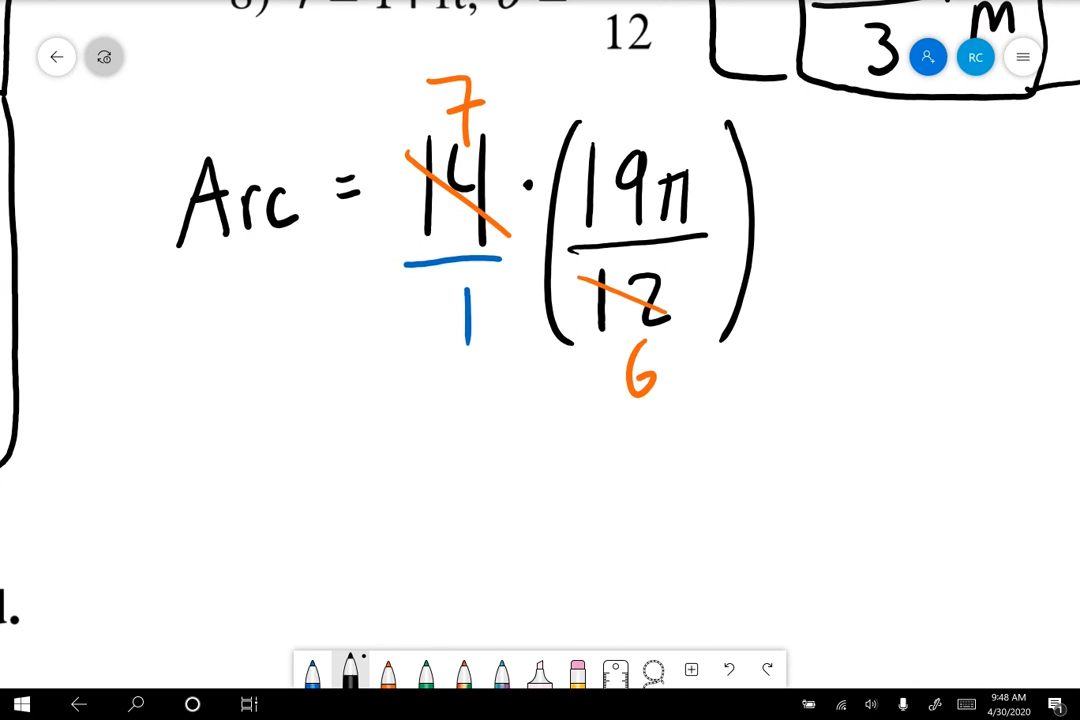 12
3 m
RC
7
Arc = 14/1 · (19π/12)
6
9:48 AM
4/30/2020